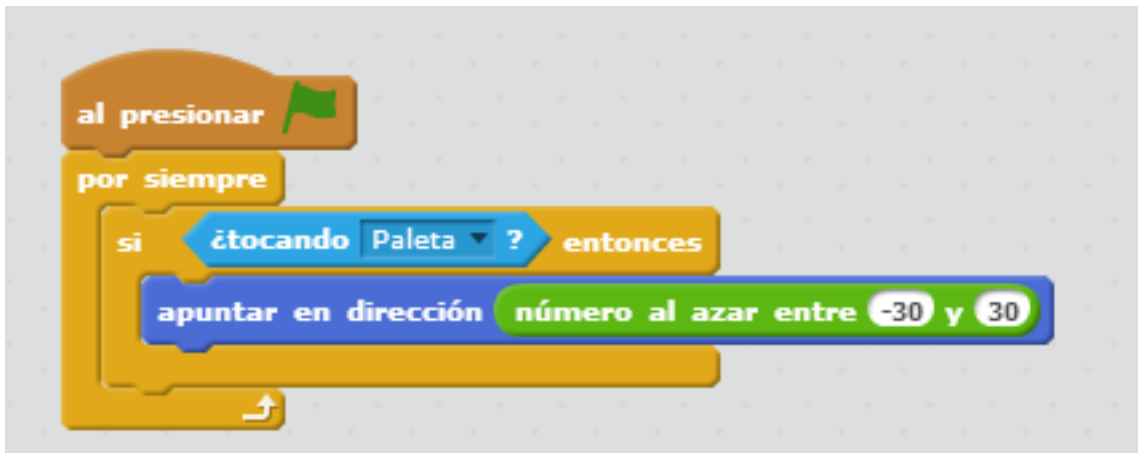 al presionar
por siempre
si ¿tocando Paleta ? entonces
apuntar en dirección número al azar entre -30 y 30